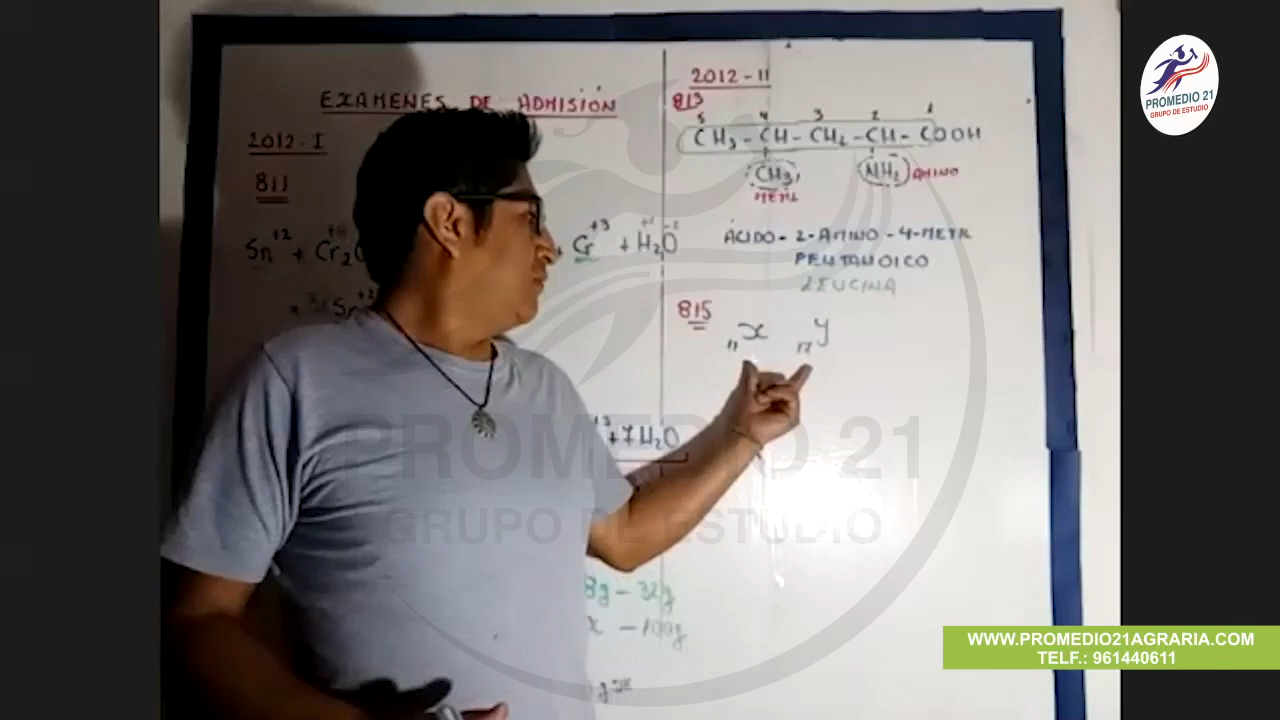 EXAMENES DE ADMISIÓN
2012-I
811
Sn+2 + Cr2O
+3 +1 -2
Cr + H2O
+7H2O
8g - 32g
x - 100g
2012-II
813
5 4 3 2 1
CH3 - CH - CH2 - CH - COOH
CH3 NH2 AMINO
METIL
ÁCIDO - 2-AMINO - 4-METIL
PENTANOICO
LEUCINA
815
11x 17y
PROMEDIO 21
GRUPO DE ESTUDIO
PROMEDIO 21
GRUPO DE ESTUDIO
WWW.PROMEDIO21AGRARIA.COM
TELF.: 961440611